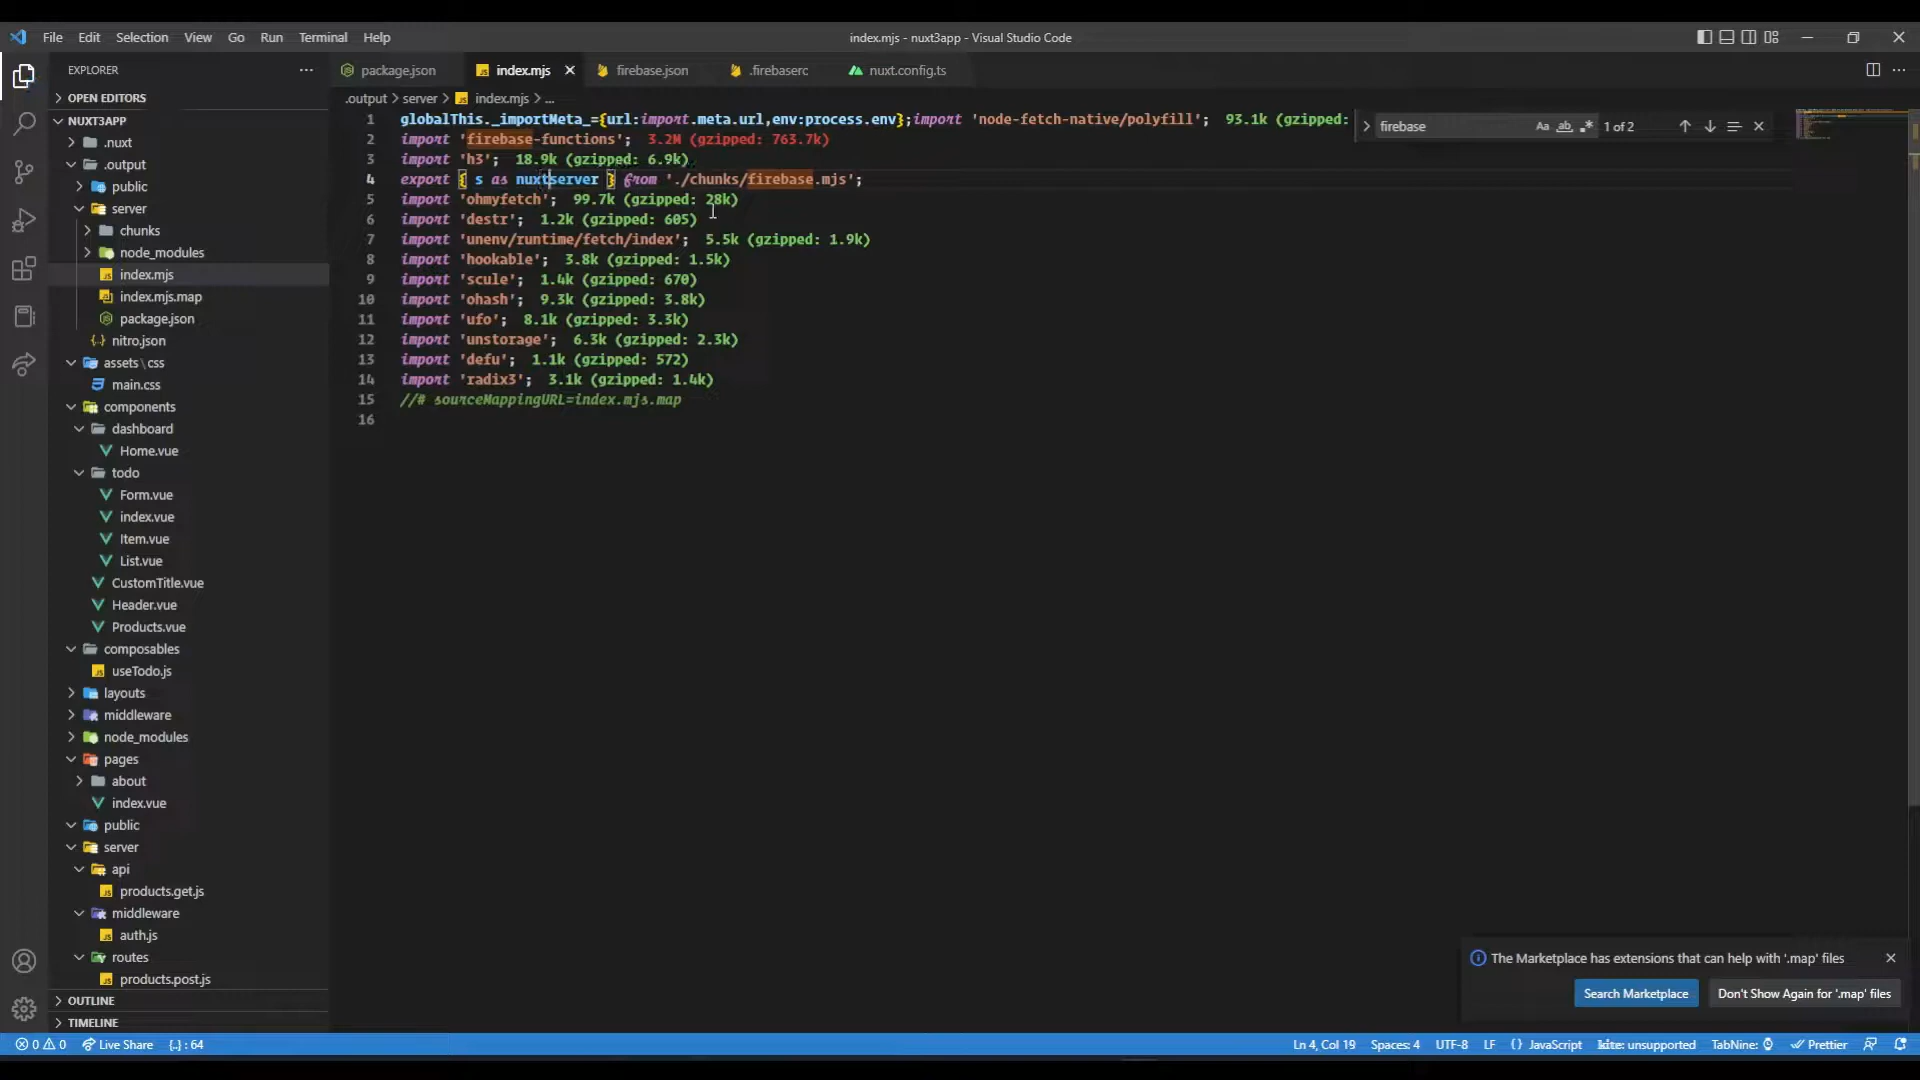 File Edit Selection View Go Run Terminal Help
index.mjs - nuxt3app - Visual Studio Code
EXPLORER
package.json
index.mjs
firebase.json
.firebaserc
nuxt.config.ts
OPEN EDITORS
NUXT3APP
.nuxt
.output
public
server
chunks
node_modules
index.mjs
index.mjs.map
package.json
nitro.json
assets\css
main.css
components
dashboard
Home.vue
todo
Form.vue
index.vue
Item.vue
List.vue
CustomTitle.vue
Header.vue
Products.vue
composables
useTodo.js
layouts
middleware
node_modules
pages
about
index.vue
public
server
api
products.get.js
middleware
auth.js
routes
products.post.js
OUTLINE
TIMELINE
.output > server > index.mjs > ...
1 globalThis._importMeta_={url:import.meta.url,env:process.env};import 'node-fetch-native/polyfill'; 93.1k (gzipped:
2 import 'firebase-functions'; 3.2M (gzipped: 763.7k)
3 import 'h3'; 18.9k (gzipped: 6.9k)
4 export { s as nuxtserver } from './chunks/firebase.mjs';
5 import 'ohmyfetch'; 99.7k (gzipped: 28k)
6 import 'destr'; 1.2k (gzipped: 605)
7 import 'unenv/runtime/fetch/index'; 5.5k (gzipped: 1.9k)
8 import 'hookable'; 3.8k (gzipped: 1.5k)
9 import 'scule'; 1.4k (gzipped: 670)
10 import 'ohash'; 9.3k (gzipped: 3.8k)
11 import 'ufo'; 8.1k (gzipped: 3.3k)
12 import 'unstorage'; 6.3k (gzipped: 2.3k)
13 import 'defu'; 1.1k (gzipped: 572)
14 import 'radix3'; 3.1k (gzipped: 1.4k)
15 //# sourceMappingURL=index.mjs.map
16
firebase Aa ab 1 of 2
The Marketplace has extensions that can help with '.map' files
Search Marketplace Don't Show Again for '.map' files
0 0 Live Share {..} : 64
Ln 4, Col 19 Spaces: 4 UTF-8 LF {} JavaScript kite: unsupported TabNine: Prettier